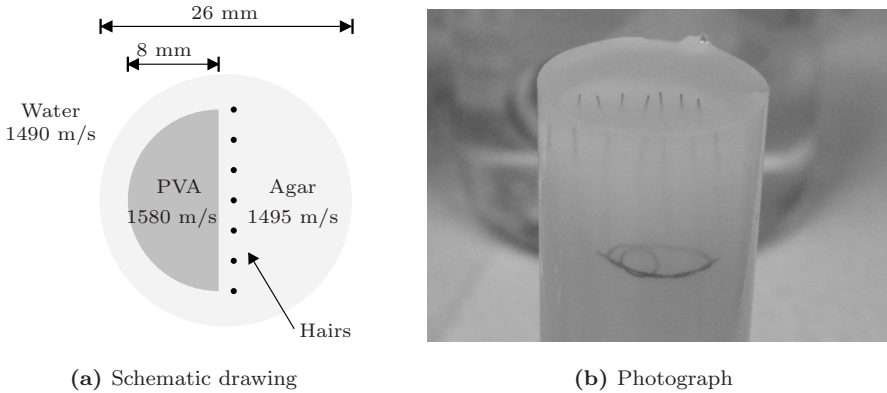 26 mm
8 mm
Water
1490 m/s
PVA
1580 m/s
Agar
1495 m/s
Hairs
(a) Schematic drawing
(b) Photograph